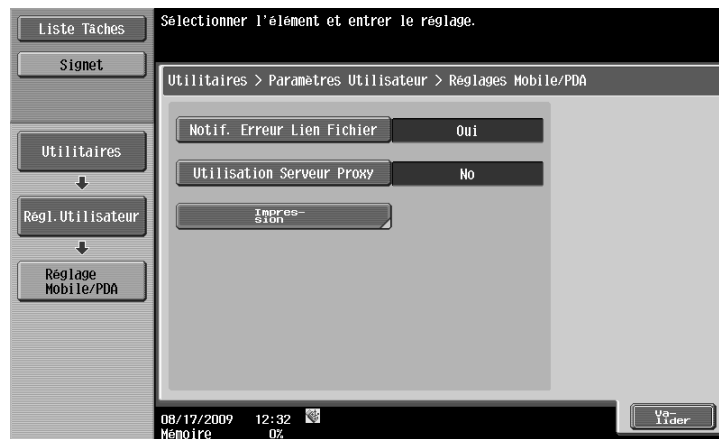 Liste Tâches
Signet
Sélectionner l'élément et entrer le réglage.
Utilitaires > Paramètres Utilisateur > Réglages Mobile/PDA
Utilitaires
Régl.Utilisateur
Réglage
Mobile/PDA
Notif. Erreur Lien Fichier
Oui
Utilisation Serveur Proxy
No
Impres-
sion
08/17/2009 12:32
Mémoire 0%
Va-
lider